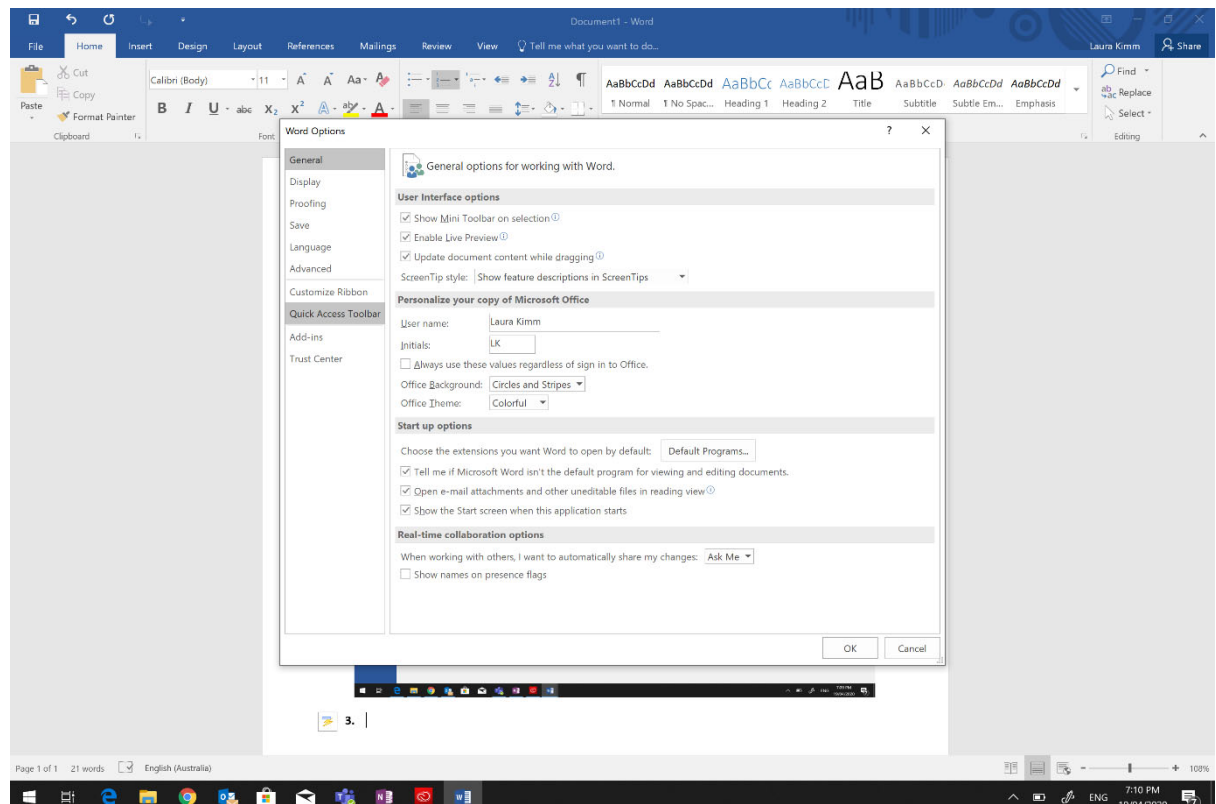 Document1 - Word
File Home Insert Design Layout References Mailings Review View Tell me what you want to do... Laura Kimm Share
Cut
Copy
Paste
Format Painter
Clipboard
Calibri (Body) 11 A A Aa
B I U abc X₂ X² A aby A
Font
AaBbCcDd AaBbCcDd AaBbCc AaBbCcD AaB AaBbCcD AaBbCcDd AaBbCcDd
¶ Normal ¶ No Spac... Heading 1 Heading 2 Title Subtitle Subtle Em... Emphasis
Find
Replace
Select
Editing
Word Options ? X
General
Display
Proofing
Save
Language
Advanced
Customize Ribbon
Quick Access Toolbar
Add-ins
Trust Center
General options for working with Word.
User Interface options
Show Mini Toolbar on selection
Enable Live Preview
Update document content while dragging
ScreenTip style: Show feature descriptions in ScreenTips
Personalize your copy of Microsoft Office
User name: Laura Kimm
Initials: LK
Always use these values regardless of sign in to Office.
Office Background: Circles and Stripes
Office Theme: Colorful
Start up options
Choose the extensions you want Word to open by default: Default Programs...
Tell me if Microsoft Word isn't the default program for viewing and editing documents.
Open e-mail attachments and other uneditable files in reading view
Show the Start screen when this application starts
Real-time collaboration options
When working with others, I want to automatically share my changes: Ask Me
Show names on presence flags
OK Cancel
3.
Page 1 of 1 21 words English (Australia) 108%
ENG 7:10 PM